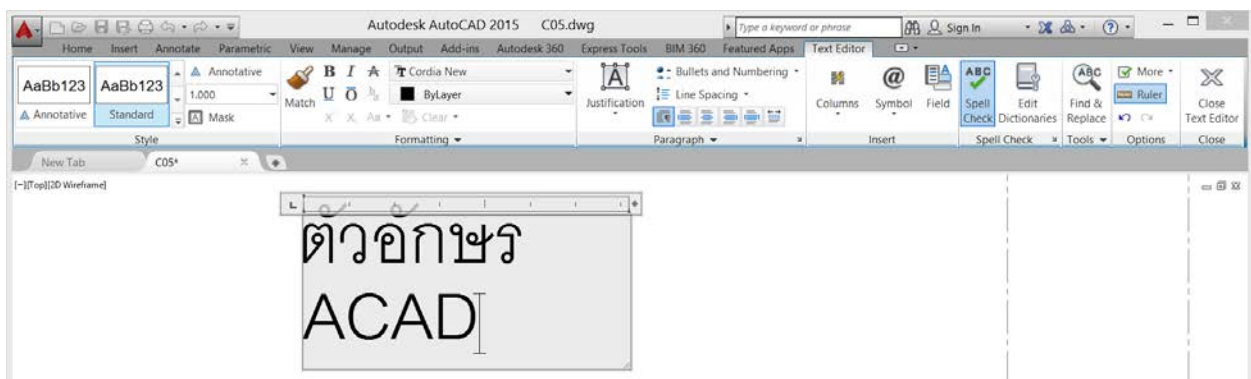 Autodesk AutoCAD 2015 C05.dwg Type a keyword or phrase Sign In
Home Insert Annotate Parametric View Manage Output Add-ins Autodesk 360 Express Tools BIM 360 Featured Apps Text Editor
AaBb123 AaBb123 Annotative B I A Cordia New Bullets and Numbering @ ABC ABC More
1.000 Match U O ByLayer Justification Line Spacing Columns Symbol Field Spell Edit Find & Ruler Close
Annotative Standard A Mask X X Aa Clear Check Dictionaries Replace Text Editor
Style Formatting Paragraph Insert Spell Check Tools Options Close
New Tab C05*
[-][Top][2D Wireframe]
ตัวอักษร
ACAD